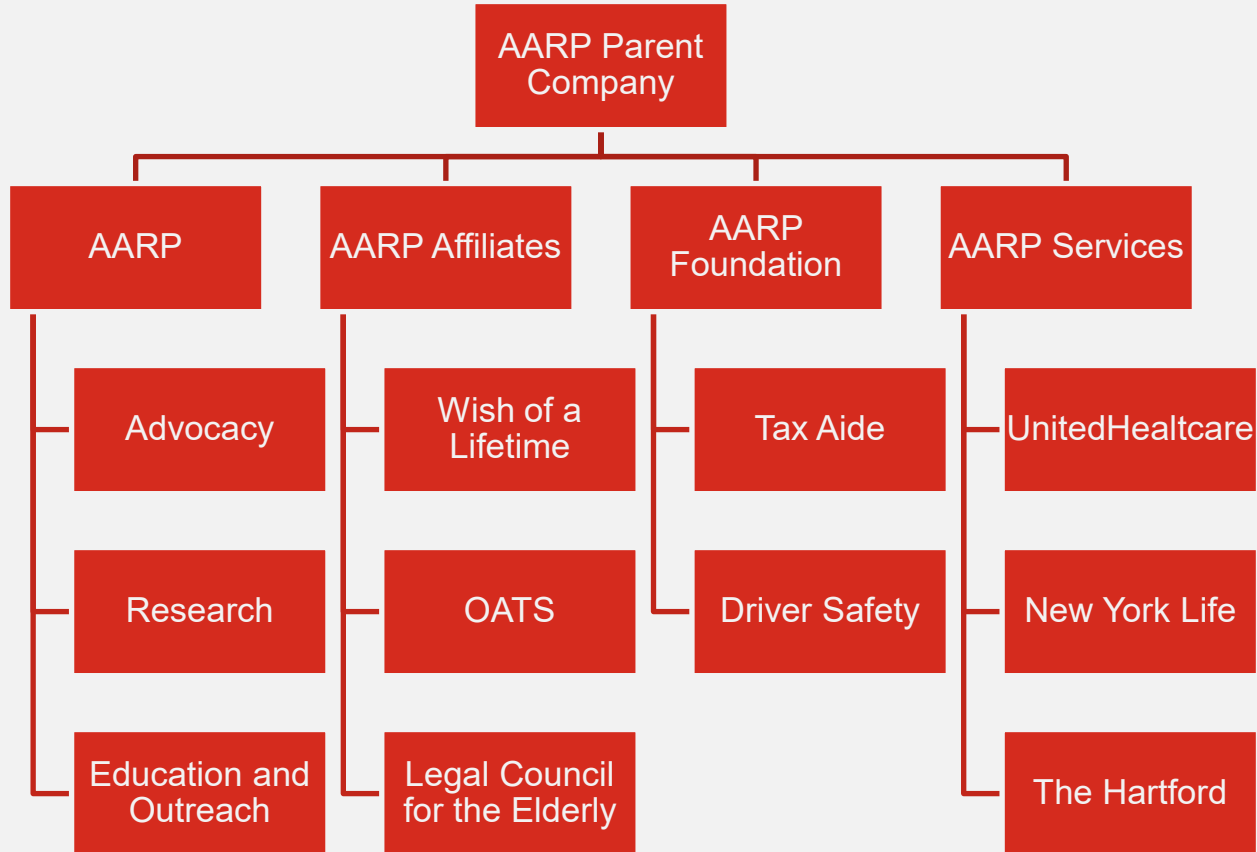 AARP Parent
Company
AARP
AARP Affiliates
AARP
Foundation
AARP Services
Advocacy
Wish of a
Lifetime
Tax Aide
UnitedHealtcare
Research
OATS
Driver Safety
New York Life
Education and
Outreach
Legal Council
for the Elderly
The Hartford